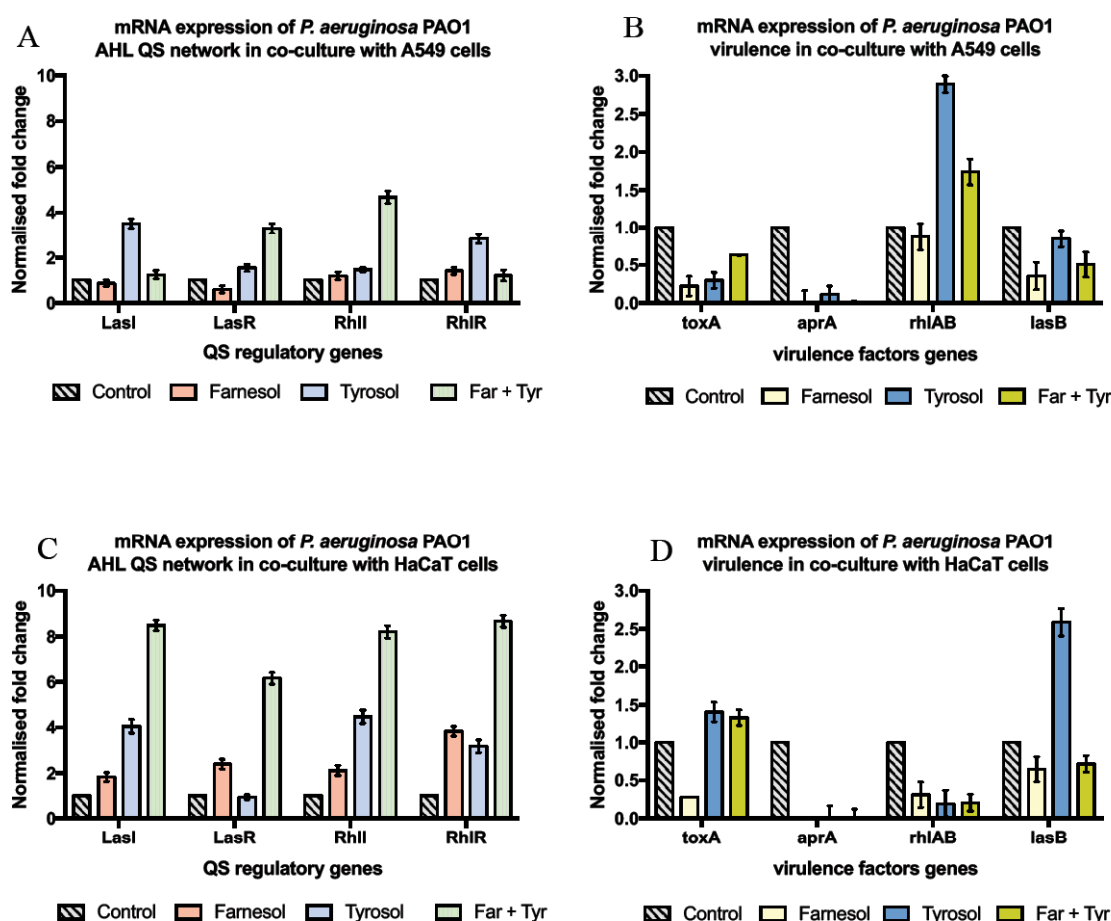 A
mRNA expression of P. aeruginosa PAO1
AHL QS network in co-culture with A549 cells
Normalised fold change
10
8
6
4
2
0
LasI LasR RhlI RhlR
QS regulatory genes
Control Farnesol Tyrosol Far + Tyr
B
mRNA expression of P. aeruginosa PAO1
virulence in co-culture with A549 cells
Normalised fold change
3.0
2.5
2.0
1.5
1.0
0.5
0.0
toxA aprA rhlAB lasB
virulence factors genes
Control Farnesol Tyrosol Far + Tyr
C
mRNA expression of P. aeruginosa PAO1
AHL QS network in co-culture with HaCaT cells
Normalised fold change
10
8
6
4
2
0
LasI LasR RhlI RhlR
QS regulatory genes
Control Farnesol Tyrosol Far + Tyr
D
mRNA expression of P. aeruginosa PAO1
virulence in co-culture with HaCaT cells
Normalised fold change
3.0
2.5
2.0
1.5
1.0
0.5
0.0
toxA aprA rhlAB lasB
virulence factors genes
Control Farnesol Tyrosol Far + Tyr